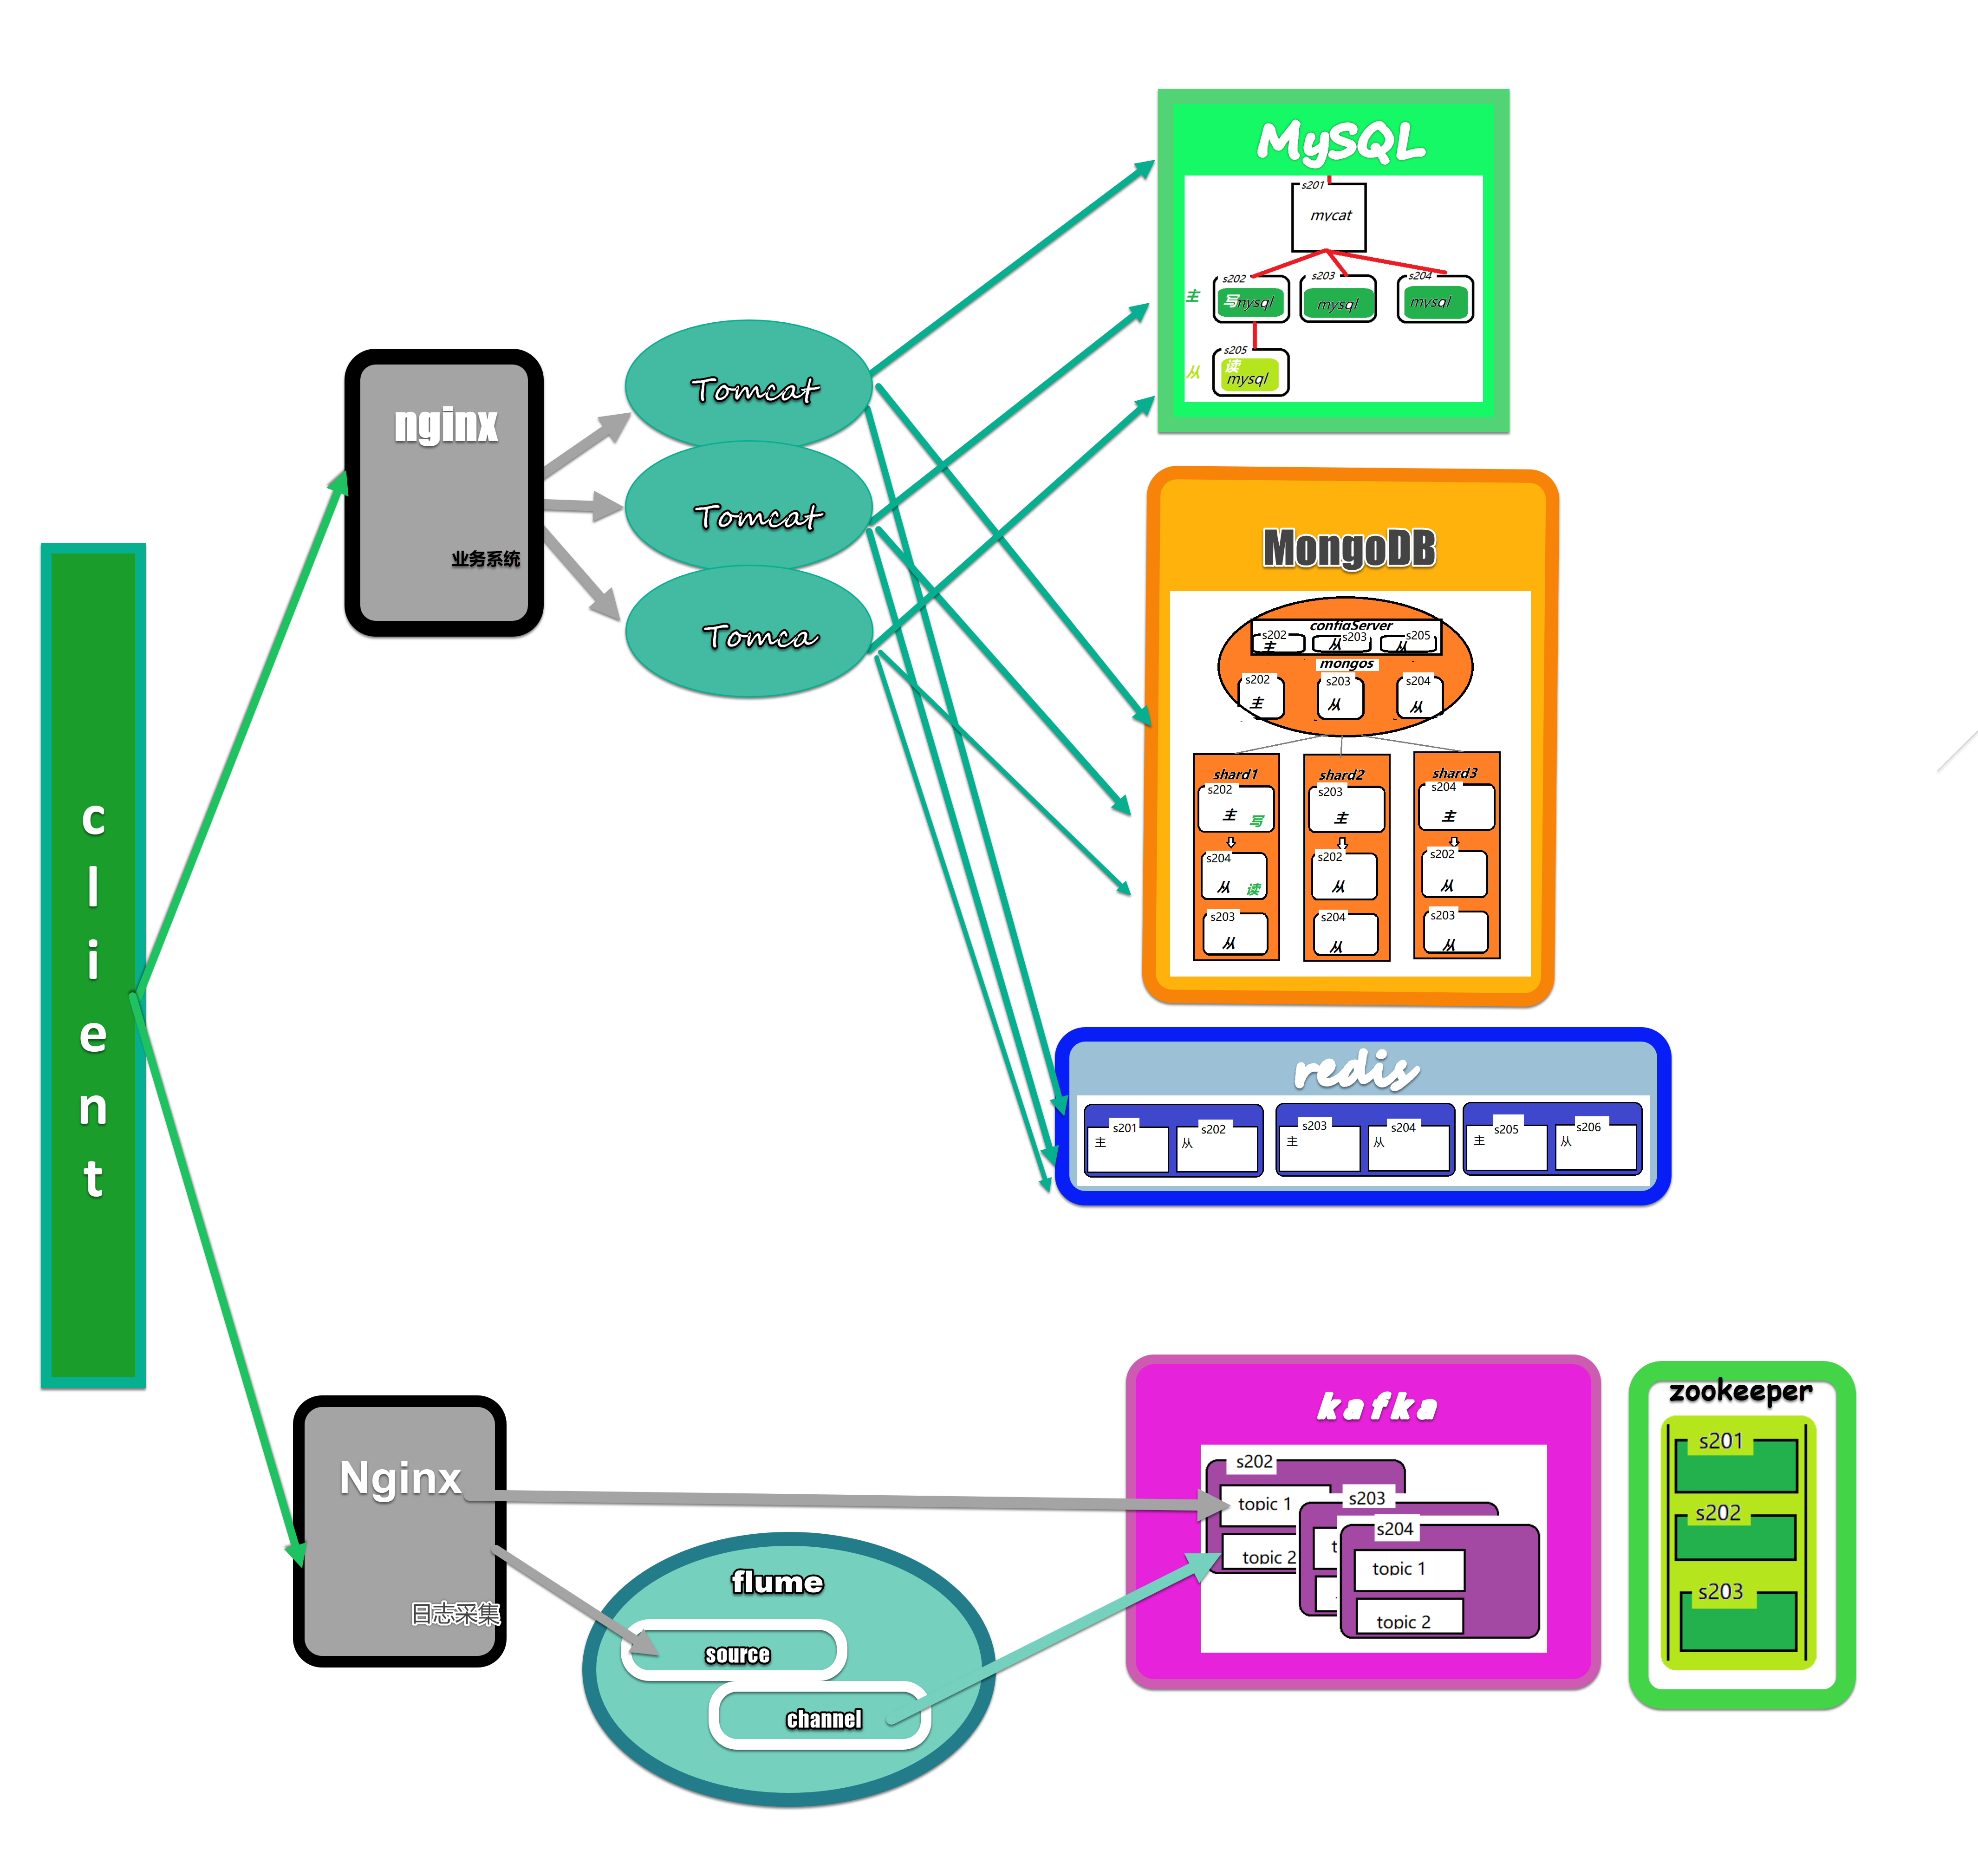 client
nginx
业务系统
Tomcat
Tomcat
Tomca
MySQL
s201
mycat
s202
s203
s204
主
写mysql
mysql
mysql
s205
从
读
mysql
MongoDB
configServer
s202
s203
s205
主
从
从
mongos
s202
s203
s204
主
从
从
shard1
s202
主
写
s204
从
读
s203
从
shard2
s203
主
s202
从
s204
从
shard3
s204
主
s202
从
s203
从
redis
s201
主
s202
从
s203
主
s204
从
s205
主
s206
从
Nginx
日志采集
flume
source
channel
kafka
s202
topic 1
topic 2
s203
t
s204
topic 1
topic 2
zookeeper
s201
s202
s203